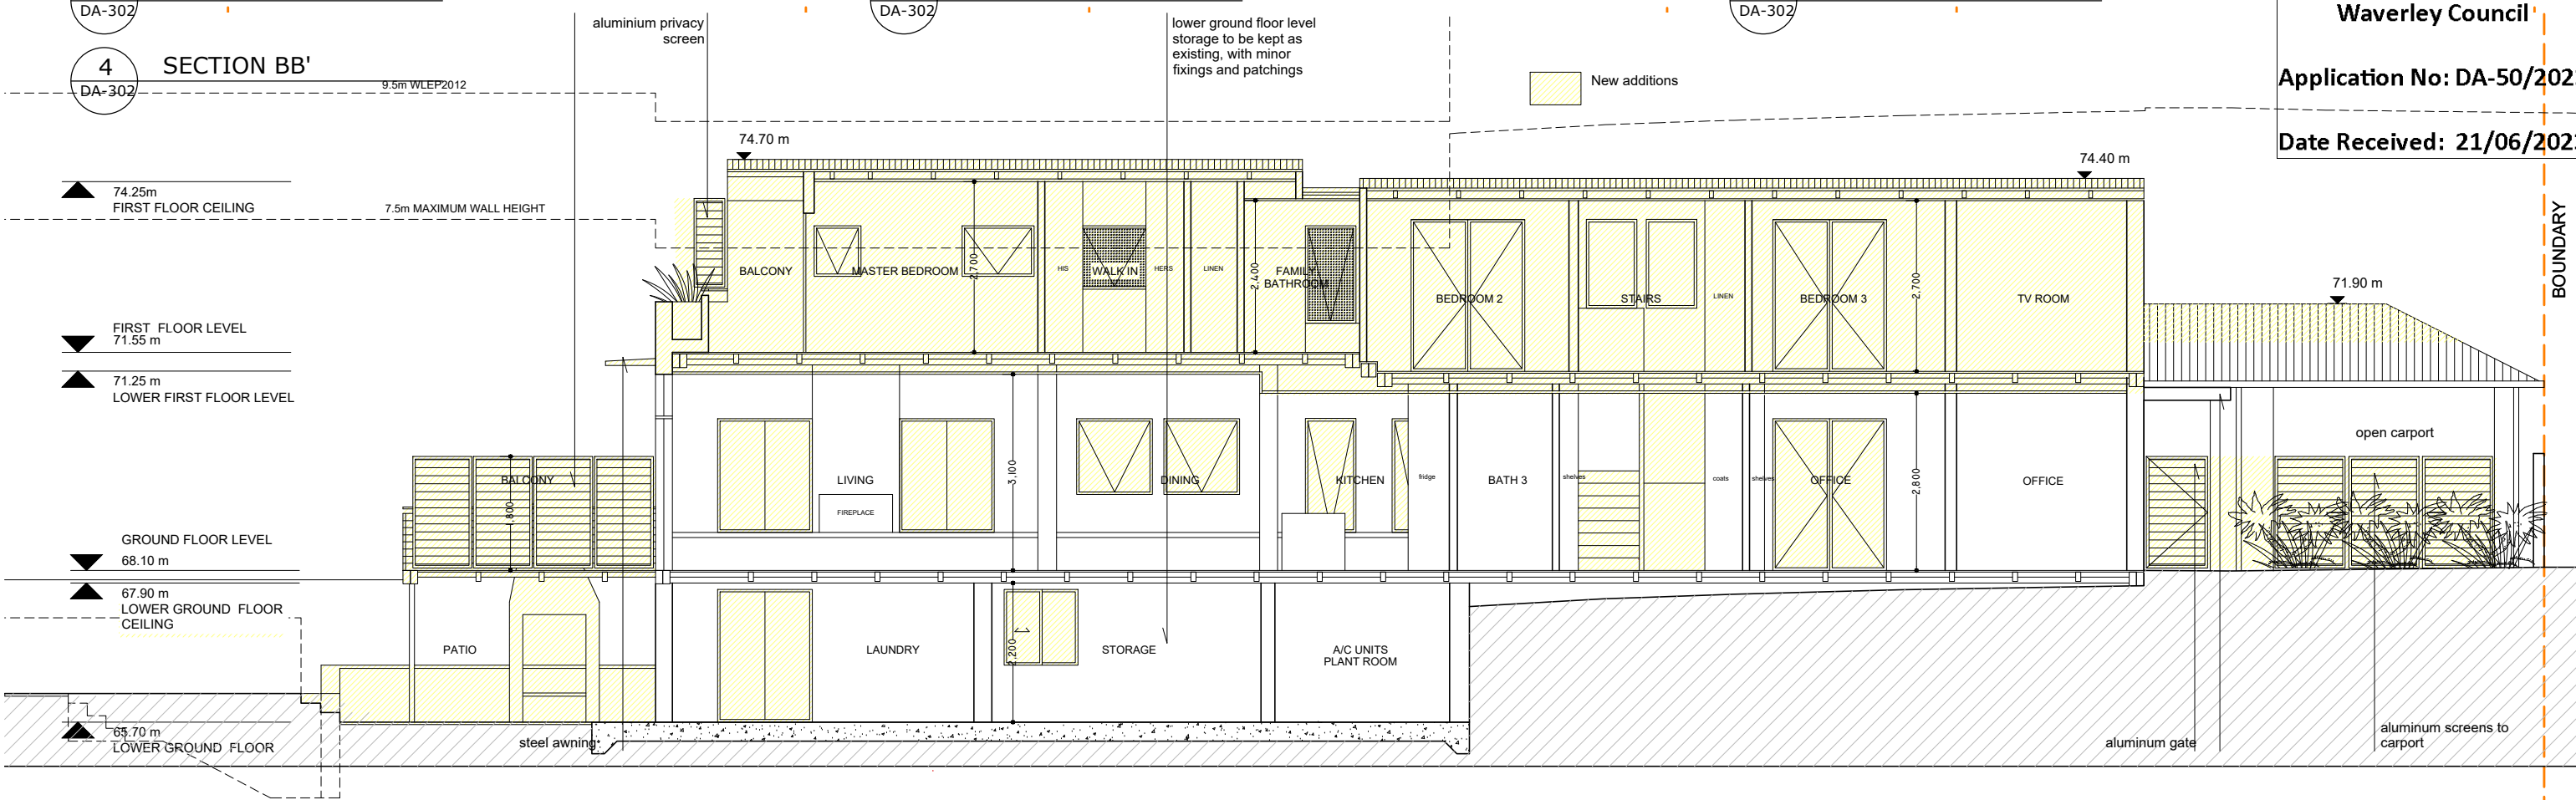 DA-302
DA-302
DA-302
4
DA-302
SECTION BB'
9.5m WLEP2012
aluminium privacy
screen
lower ground floor level
storage to be kept as
existing, with minor
fixings and patchings
New additions
Waverley Council
Application No: DA-50/202
Date Received: 21/06/202
74.70 m
74.40 m
74.25m
FIRST FLOOR CEILING
7.5m MAXIMUM WALL HEIGHT
BALCONY
MASTER BEDROOM
2,700
HIS
WALK IN
HERS
LINEN
2,400
FAMILY
BATHROOM
BEDROOM 2
STAIRS
LINEN
BEDROOM 3
2,700
TV ROOM
71.90 m
BOUNDARY
FIRST FLOOR LEVEL
71.55 m
71.25 m
LOWER FIRST FLOOR LEVEL
BALCONY
1,800
LIVING
FIREPLACE
3,100
DINING
KITCHEN
fridge
BATH 3
shelves
coats
shelves
OFFICE
2,800
OFFICE
open carport
GROUND FLOOR LEVEL
68.10 m
67.90 m
LOWER GROUND FLOOR
CEILING
PATIO
LAUNDRY
2,200
STORAGE
A/C UNITS
PLANT ROOM
65.70 m
LOWER GROUND FLOOR
steel awning
aluminum gate
aluminum screens to
carport